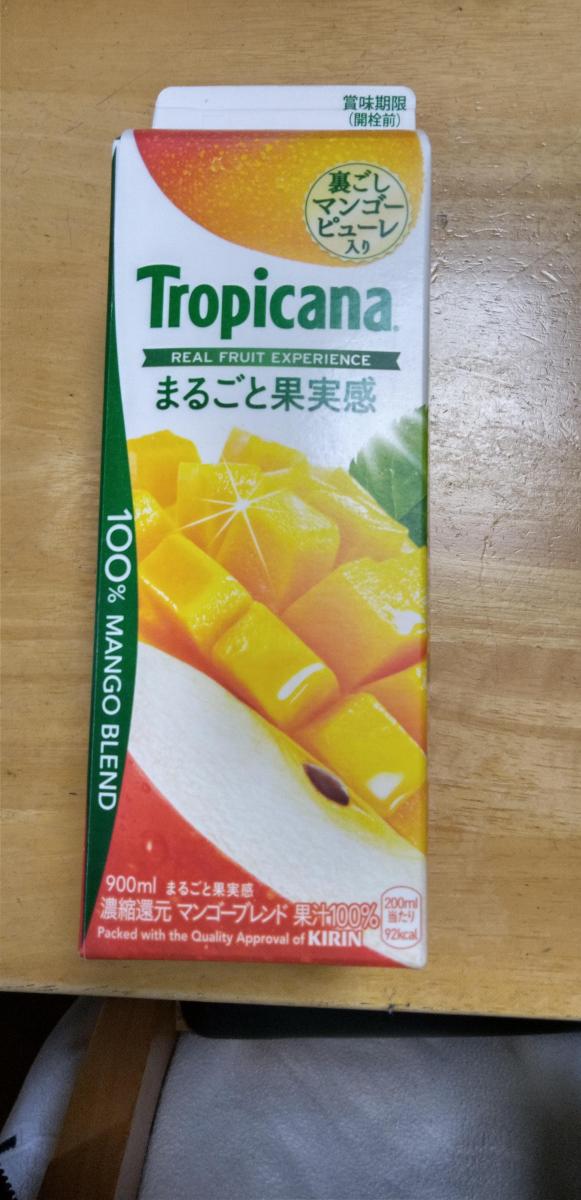 賞味期限
(開栓前)
裏ごし
マンゴー
ピューレ
入り
Tropicana.
REAL FRUIT EXPERIENCE
まるごと果実感
100% MANGO BLEND
900ml まるごと果実感
濃縮還元 マンゴーブレンド 果汁100%
Packed with the Quality Approval of KIRIN
200ml
当たり
92kcal